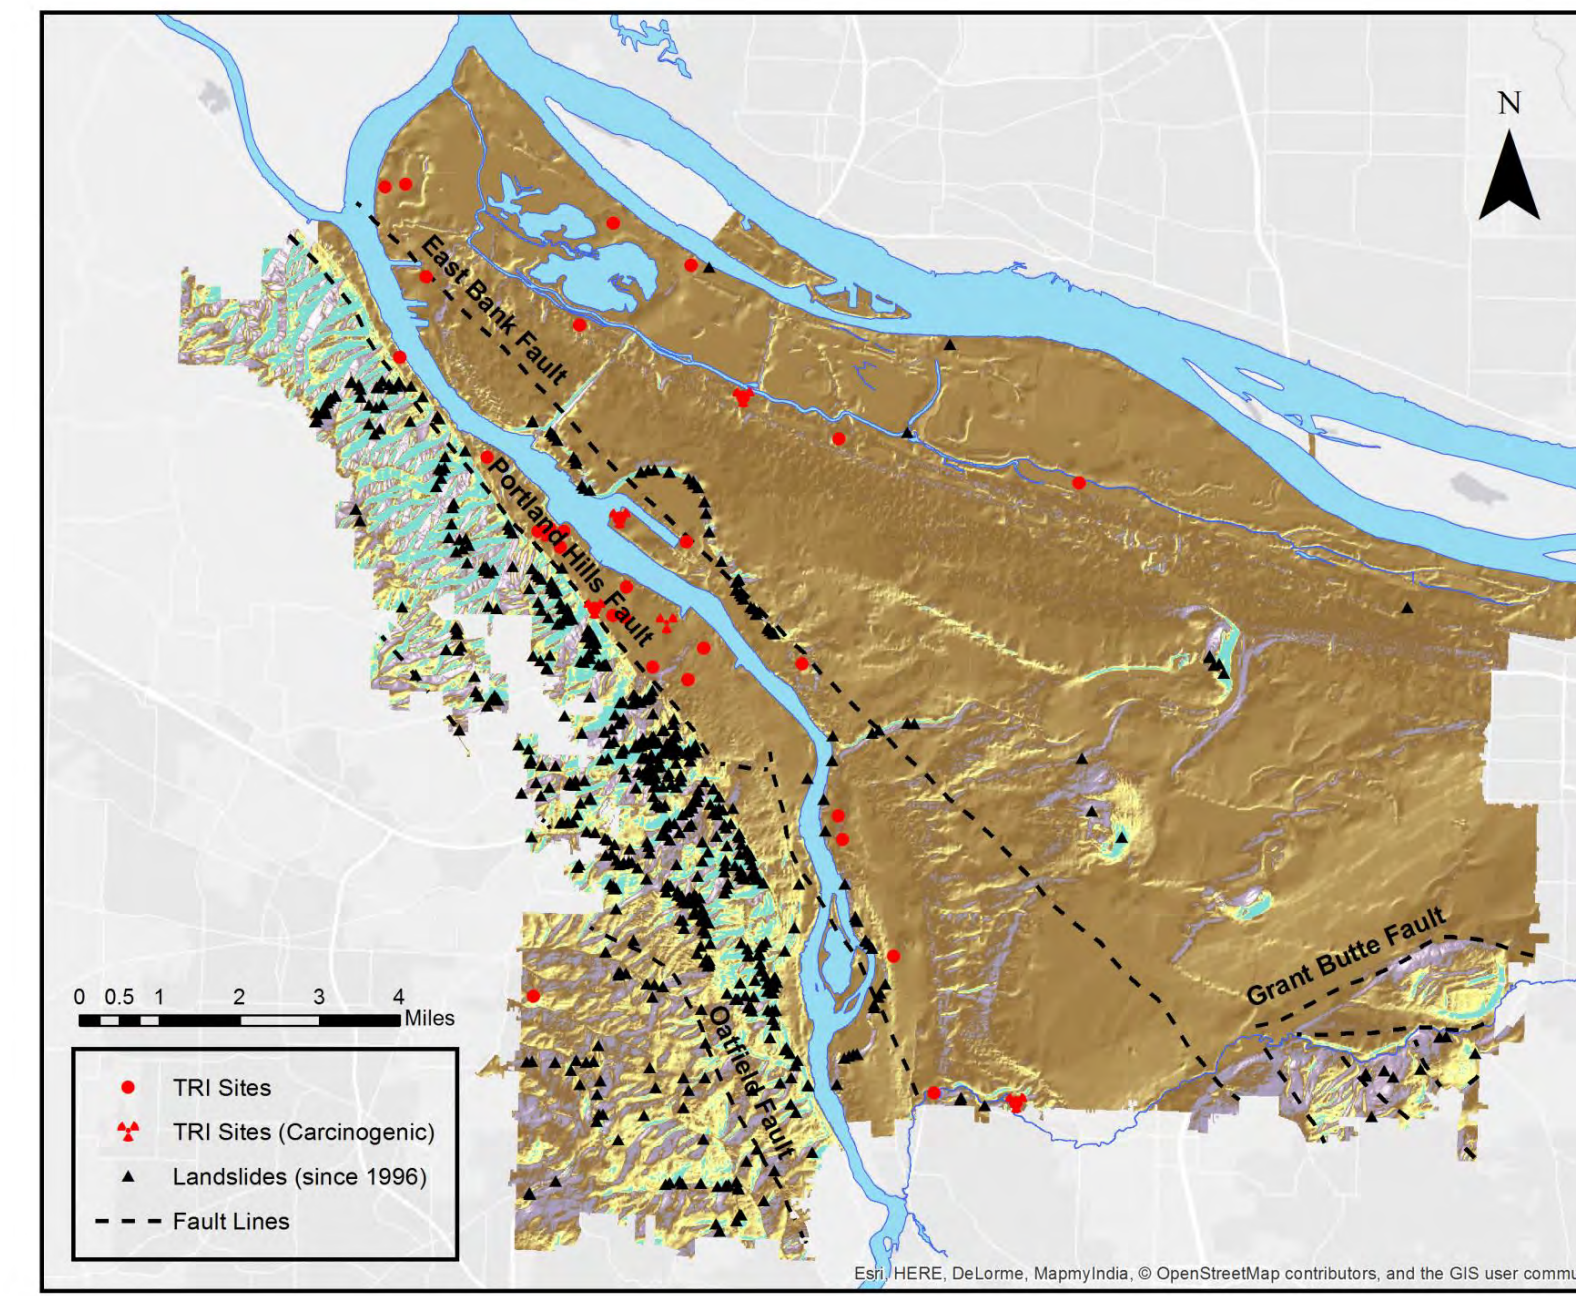 N
East Bank Fault
Portland Hills Fault
Grant Butte Fault
Oatfield Fault
0 0.5 1 2 3 4
Miles
TRI Sites
TRI Sites (Carcinogenic)
Landslides (since 1996)
Fault Lines
Esri, HERE, DeLorme, MapmyIndia, © OpenStreetMap contributors, and the GIS user commu